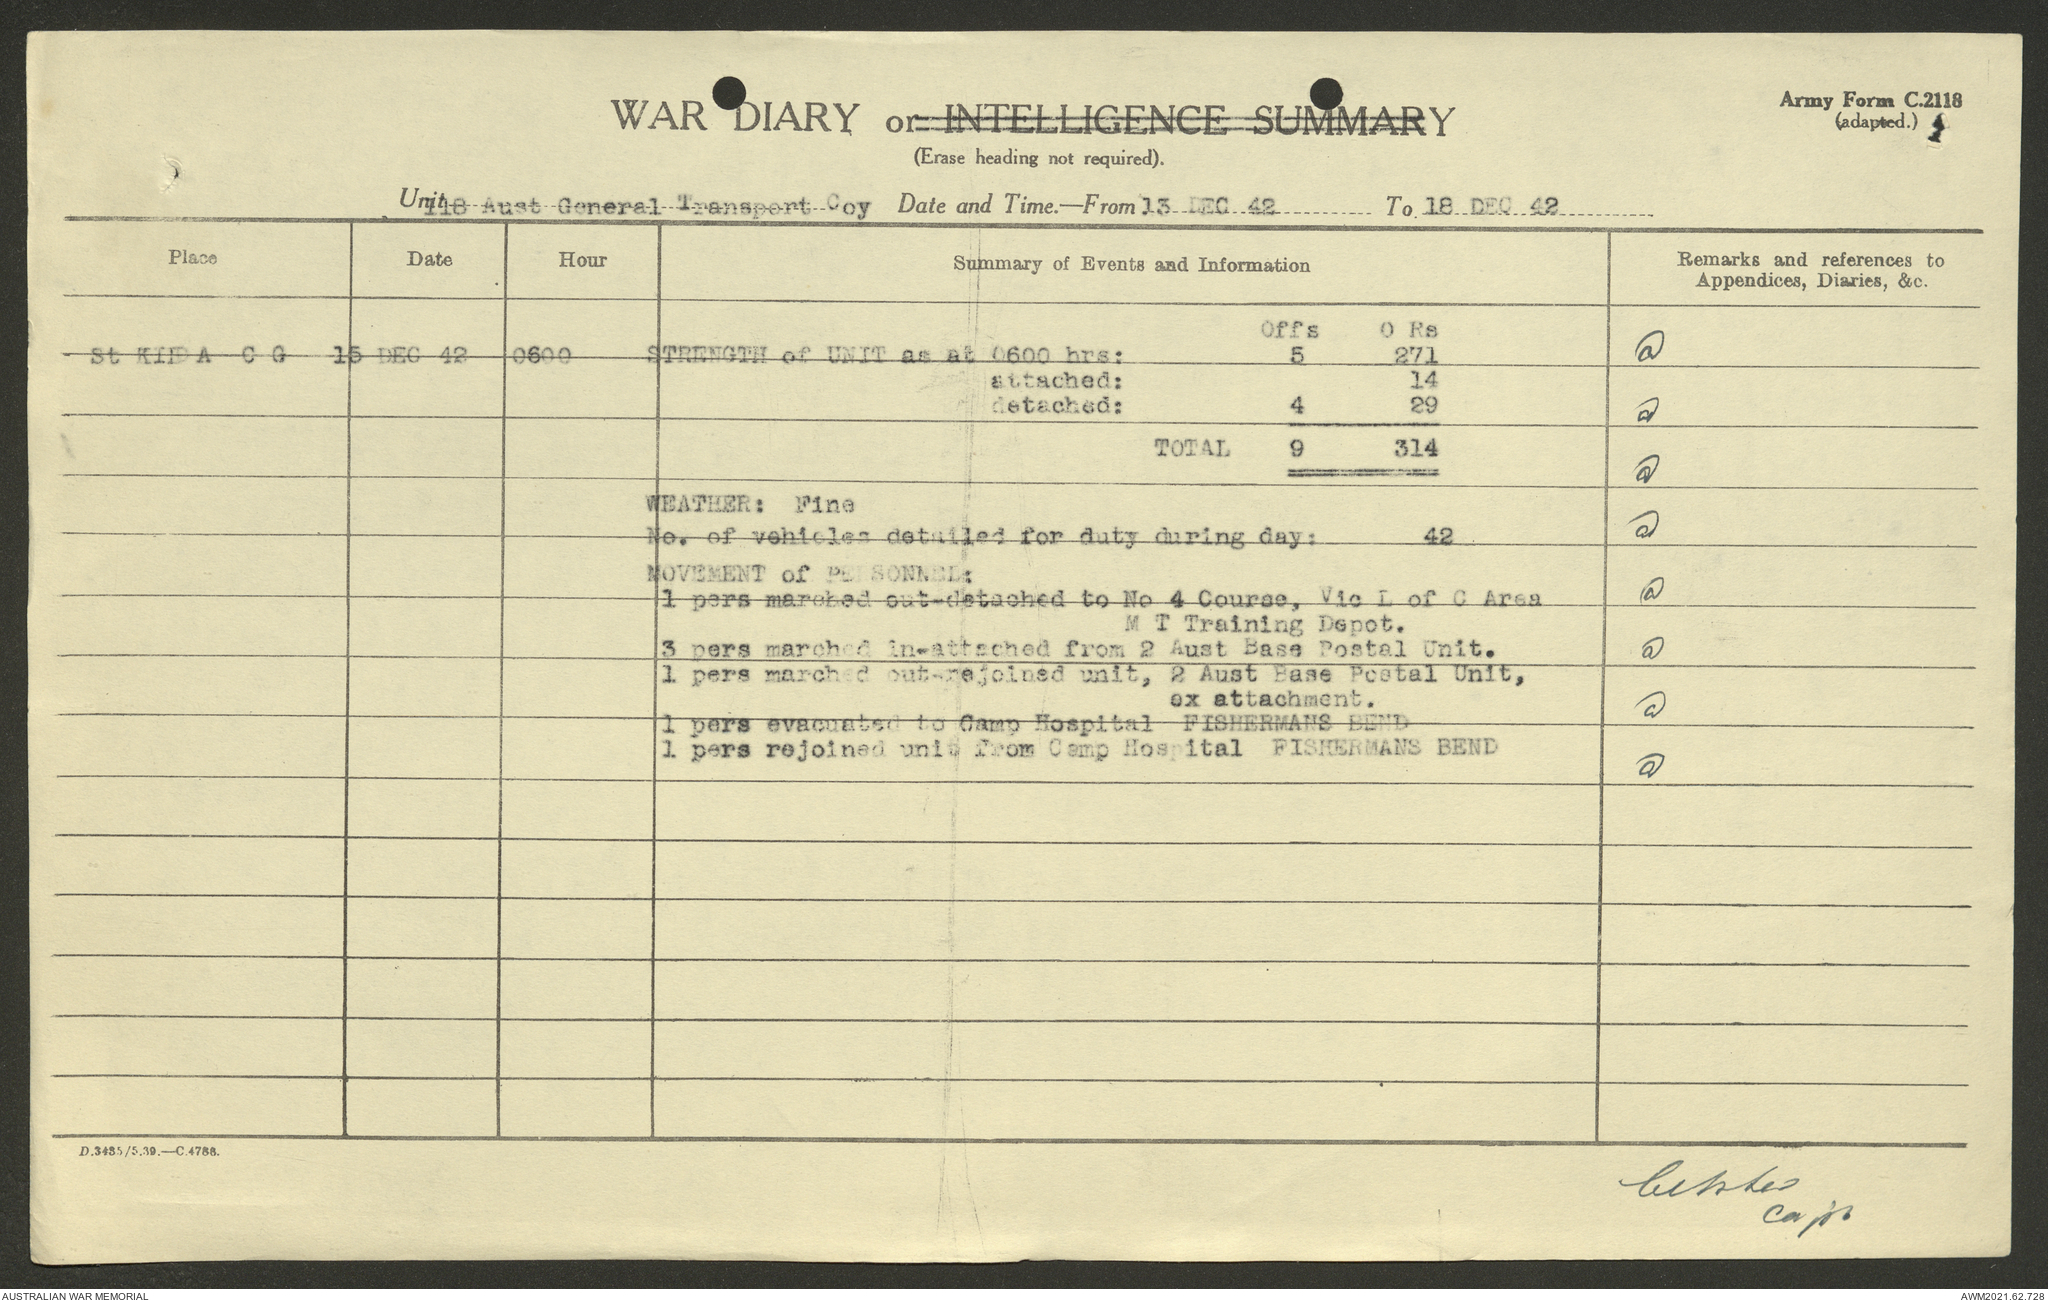 WAR DIARY or INTELLIGENCE SUMMARY
(Erase heading not required).
Army Form C.2118
(adapted.)
Unit 118 Aust General Transport Coy Date and Time.—From 13 DEC 42 To 18 DEC 42
Place Date Hour Summary of Events and Information Remarks and references to
Appendices, Diaries, &c.
Offs O Rs
St KILDA C G 15 DEC 42 0600 STRENGTH of UNIT as at 0600 hrs: 5 271
attached: 14
detached: 4 29
TOTAL 9 314
WEATHER: Fine
No. of vehicles detailed for duty during day: 42
MOVEMENT of PERSONNEL:
1 pers marched out-detached to No 4 Course, Vic L of C Area
M T Training Depot.
3 pers marched in-attached from 2 Aust Base Postal Unit.
1 pers marched out-rejoined unit, 2 Aust Base Postal Unit,
ex attachment.
1 pers evacuated to Camp Hospital FISHERMANS BEND
1 pers rejoined unit from Camp Hospital FISHERMANS BEND
D.3485/5.39.—C.4788.
Capt
AUSTRALIAN WAR MEMORIAL
AWM2021.62.728